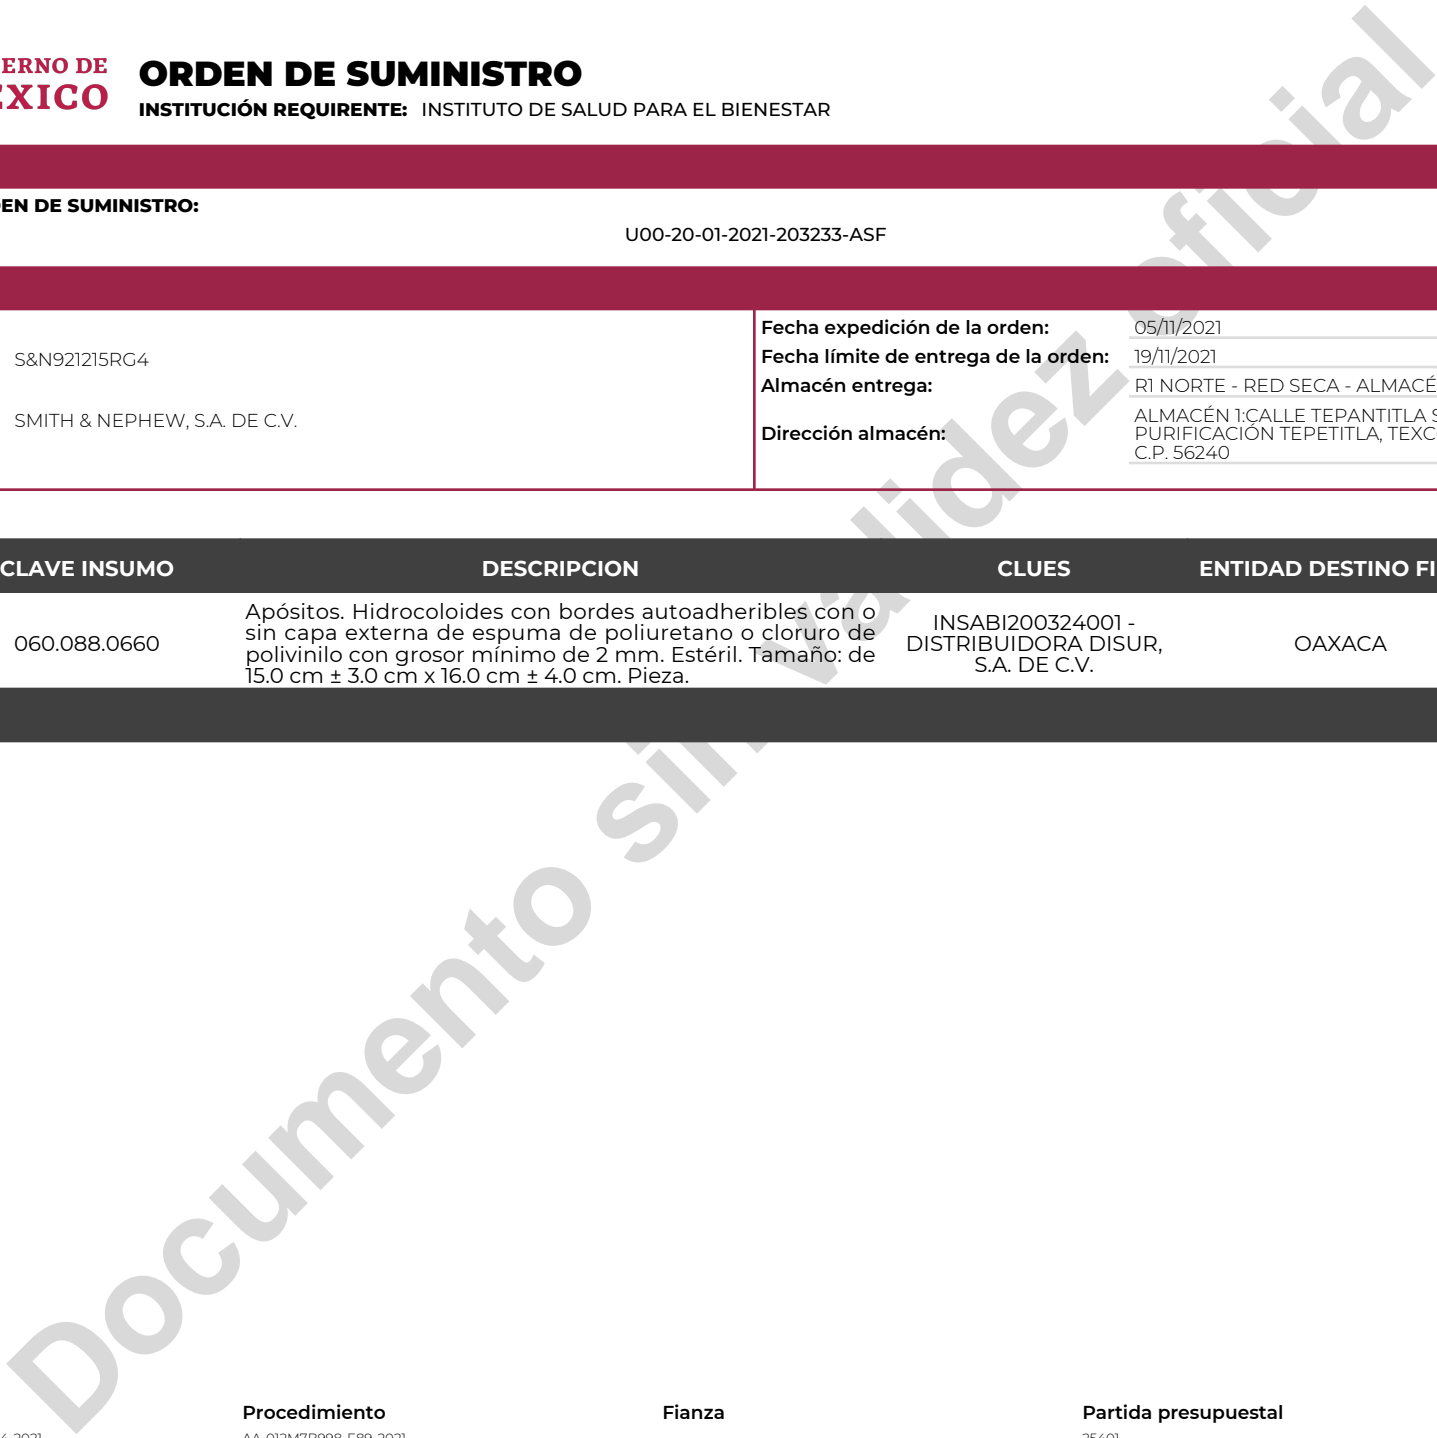 ERNO DE
EXICO
ORDEN DE SUMINISTRO
INSTITUCIÓN REQUIRENTE: INSTITUTO DE SALUD PARA EL BIENESTAR
EN DE SUMINISTRO:
U00-20-01-2021-203233-ASF
S&N921215RG4
SMITH & NEPHEW, S.A. DE C.V.
Fecha expedición de la orden: 05/11/2021
Fecha límite de entrega de la orden: 19/11/2021
Almacén entrega: R1 NORTE - RED SECA - ALMACÉ
Dirección almacén:
ALMACÉN 1:CALLE TEPANTITLA S
PURIFICACIÓN TEPETITLA, TEXC
C.P. 56240
CLAVE INSUMO DESCRIPCION CLUES ENTIDAD DESTINO FI
060.088.0660
Apósitos. Hidrocoloides con bordes autoadheribles con o
sin capa externa de espuma de poliuretano o cloruro de
polivinilo con grosor mínimo de 2 mm. Estéril. Tamaño: de
15.0 cm ± 3.0 cm x 16.0 cm ± 4.0 cm. Pieza.
INSABI200324001 -
DISTRIBUIDORA DISUR,
S.A. DE C.V.
OAXACA
Documento sin validez oficial
Procedimiento Fianza Partida presupuestal